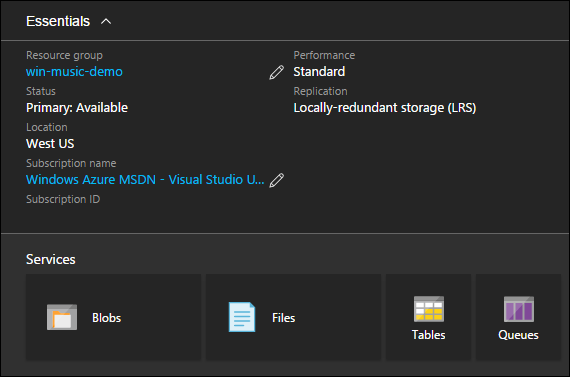 Essentials
Resource group
win-music-demo
Status
Primary: Available
Location
West US
Subscription name
Windows Azure MSDN - Visual Studio U...
Subscription ID
Performance
Standard
Replication
Locally-redundant storage (LRS)
Services
Blobs
Files
Tables
Queues